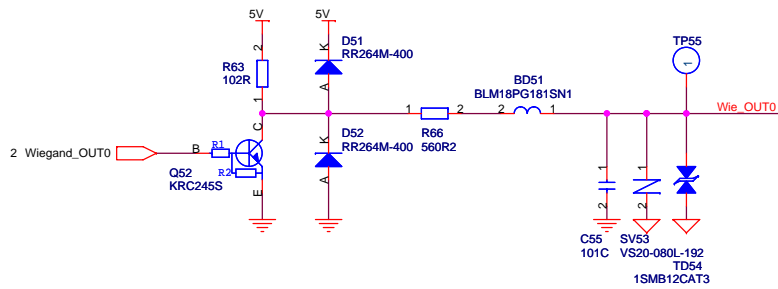 5V
5V
D51
RR264M-400
K
A
2
R63
102R
1
TP55
1
BD51
BLM18PG181SN1
1
2
2
1
Wie_OUT0
R66
560R2
C
2 Wiegand_OUT0
B
R1
R2
Q52
KRC245S
E
K
D52
RR264M-400
A
1
2
1
2
C55
101C
SV53
VS20-080L-192
TD54
1SMB12CAT3